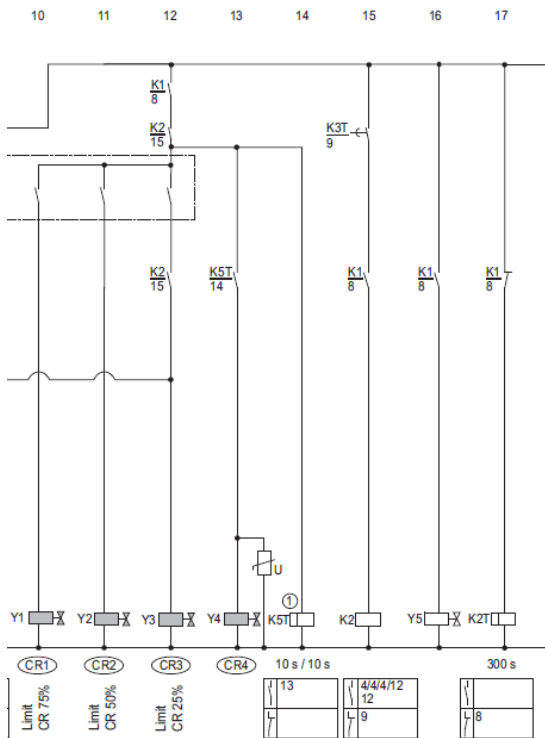 10 11 12 13 14 15 16 17
K1
8
K2
15
K3T
9
K2
15
K5T
14
K1
8
K1
8
K1
8
U
1
Y1 Y2 Y3 Y4 K5T K2 Y5 K2T
CR1 CR2 CR3 CR4 10 s / 10 s 300 s
Limit
CR 75%
Limit
CR 50%
Limit
CR 25%
13
4/4/4/12
12
9
8